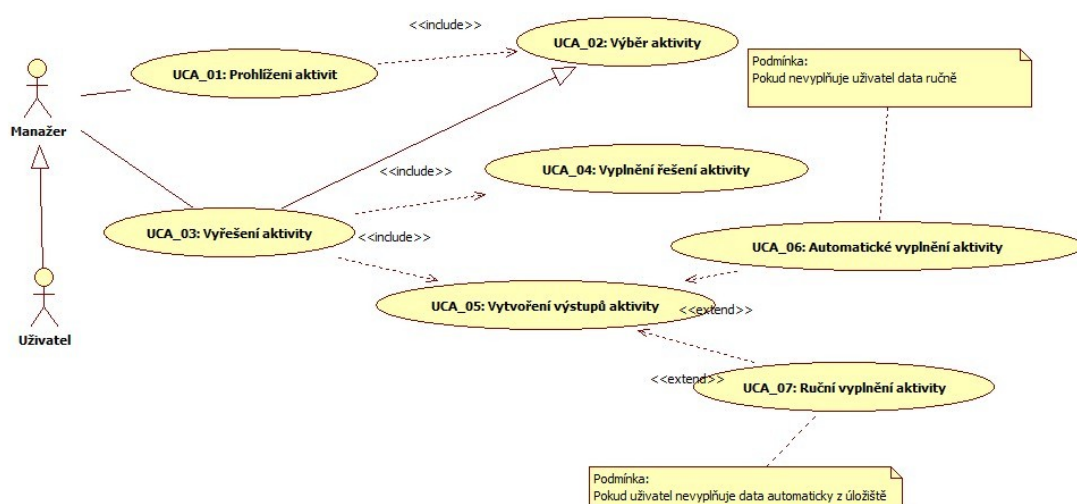 <<include>>
UCA_02: Výběr aktivity
UCA_01: Prohlíženi aktivit
Podmínka:
Pokud nevyplňuje uživatel data ručně
Manažer
<<include>>
UCA_04: Vyplnění řešení aktivity
UCA_03: Vyřešení aktivity
<<include>>
UCA_06: Automatické vyplnění aktivity
UCA_05: Vytvoření výstupů aktivity
<<extend>>
Uživatel
<<extend>>
UCA_07: Ruční vyplnění aktivity
Podmínka:
Pokud uživatel nevyplňuje data automaticky z úložiště